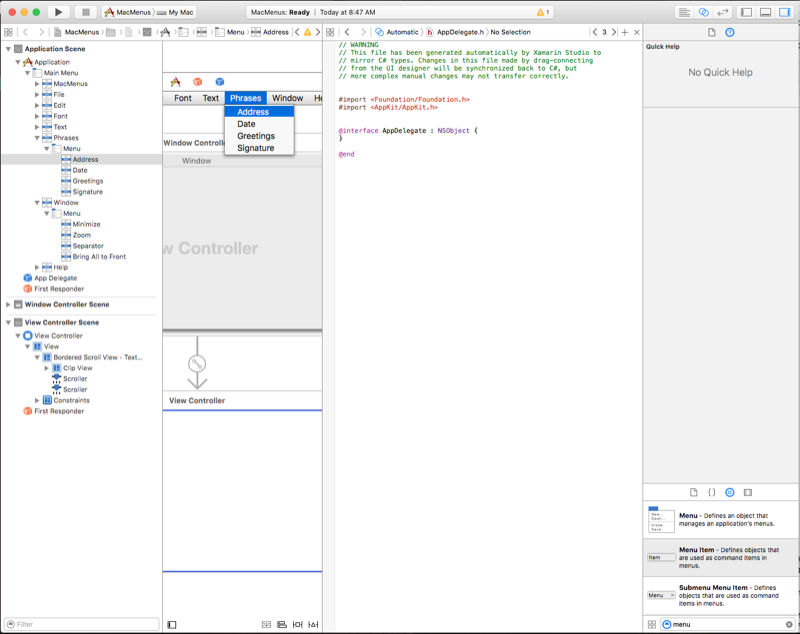 MacMenus
My Mac
MacMenus: Ready | Today at 8:47 AM
1
MacMenus
Menu
Address
Automatic
AppDelegate.h
No Selection
3
Application Scene
Application
Main Menu
MacMenus
File
Edit
Font
Text
Phrases
Menu
Address
Date
Greetings
Signature
Window
Menu
Minimize
Zoom
Separator
Bring All to Front
Help
App Delegate
First Responder
Window Controller Scene
View Controller Scene
View Controller
View
Bordered Scroll View - Text...
Clip View
Scroller
Scroller
Constraints
First Responder
Filter
Font Text Phrases Window He
Address
Date
Greetings
Signature
Window Controll
Window
w Controller
View Controller
// WARNING
// This file has been generated automatically by Xamarin Studio to
// mirror C# types. Changes in this file made by drag-connecting
// from the UI designer will be synchronized back to C#, but
// more complex manual changes may not transfer correctly.
#import <Foundation/Foundation.h>
#import <AppKit/AppKit.h>
@interface AppDelegate : NSObject {
}
@end
Quick Help
No Quick Help
Menu - Defines an object that
manages an application's menus.
Item
Menu Item - Defines objects that
are used as command items in
menus.
Menu
Submenu Menu Item - Defines
objects that are used as command
items in menus.
menu